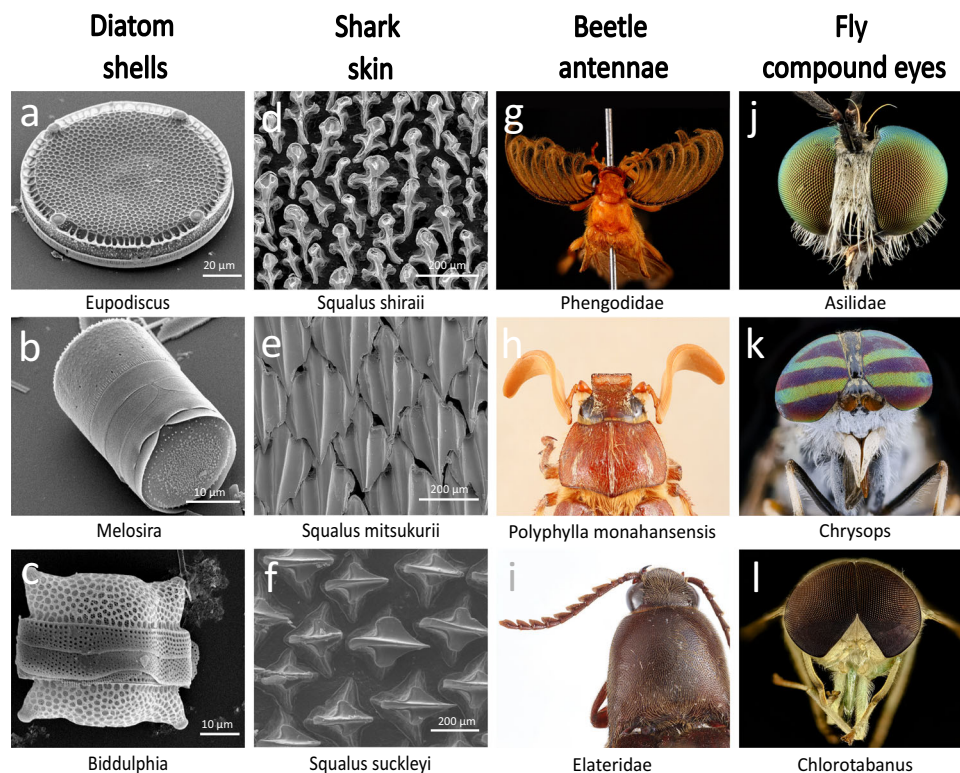 Diatom
shells
Shark
skin
Beetle
antennae
Fly
compound eyes
a
20 µm
Eupodiscus
d
200 µm
Squalus shiraii
g
Phengodidae
j
Asilidae
b
10 µm
Melosira
e
200 µm
Squalus mitsukurii
h
Polyphylla monahansensis
k
Chrysops
c
10 µm
Biddulphia
f
200 µm
Squalus suckleyi
i
Elateridae
l
Chlorotabanus